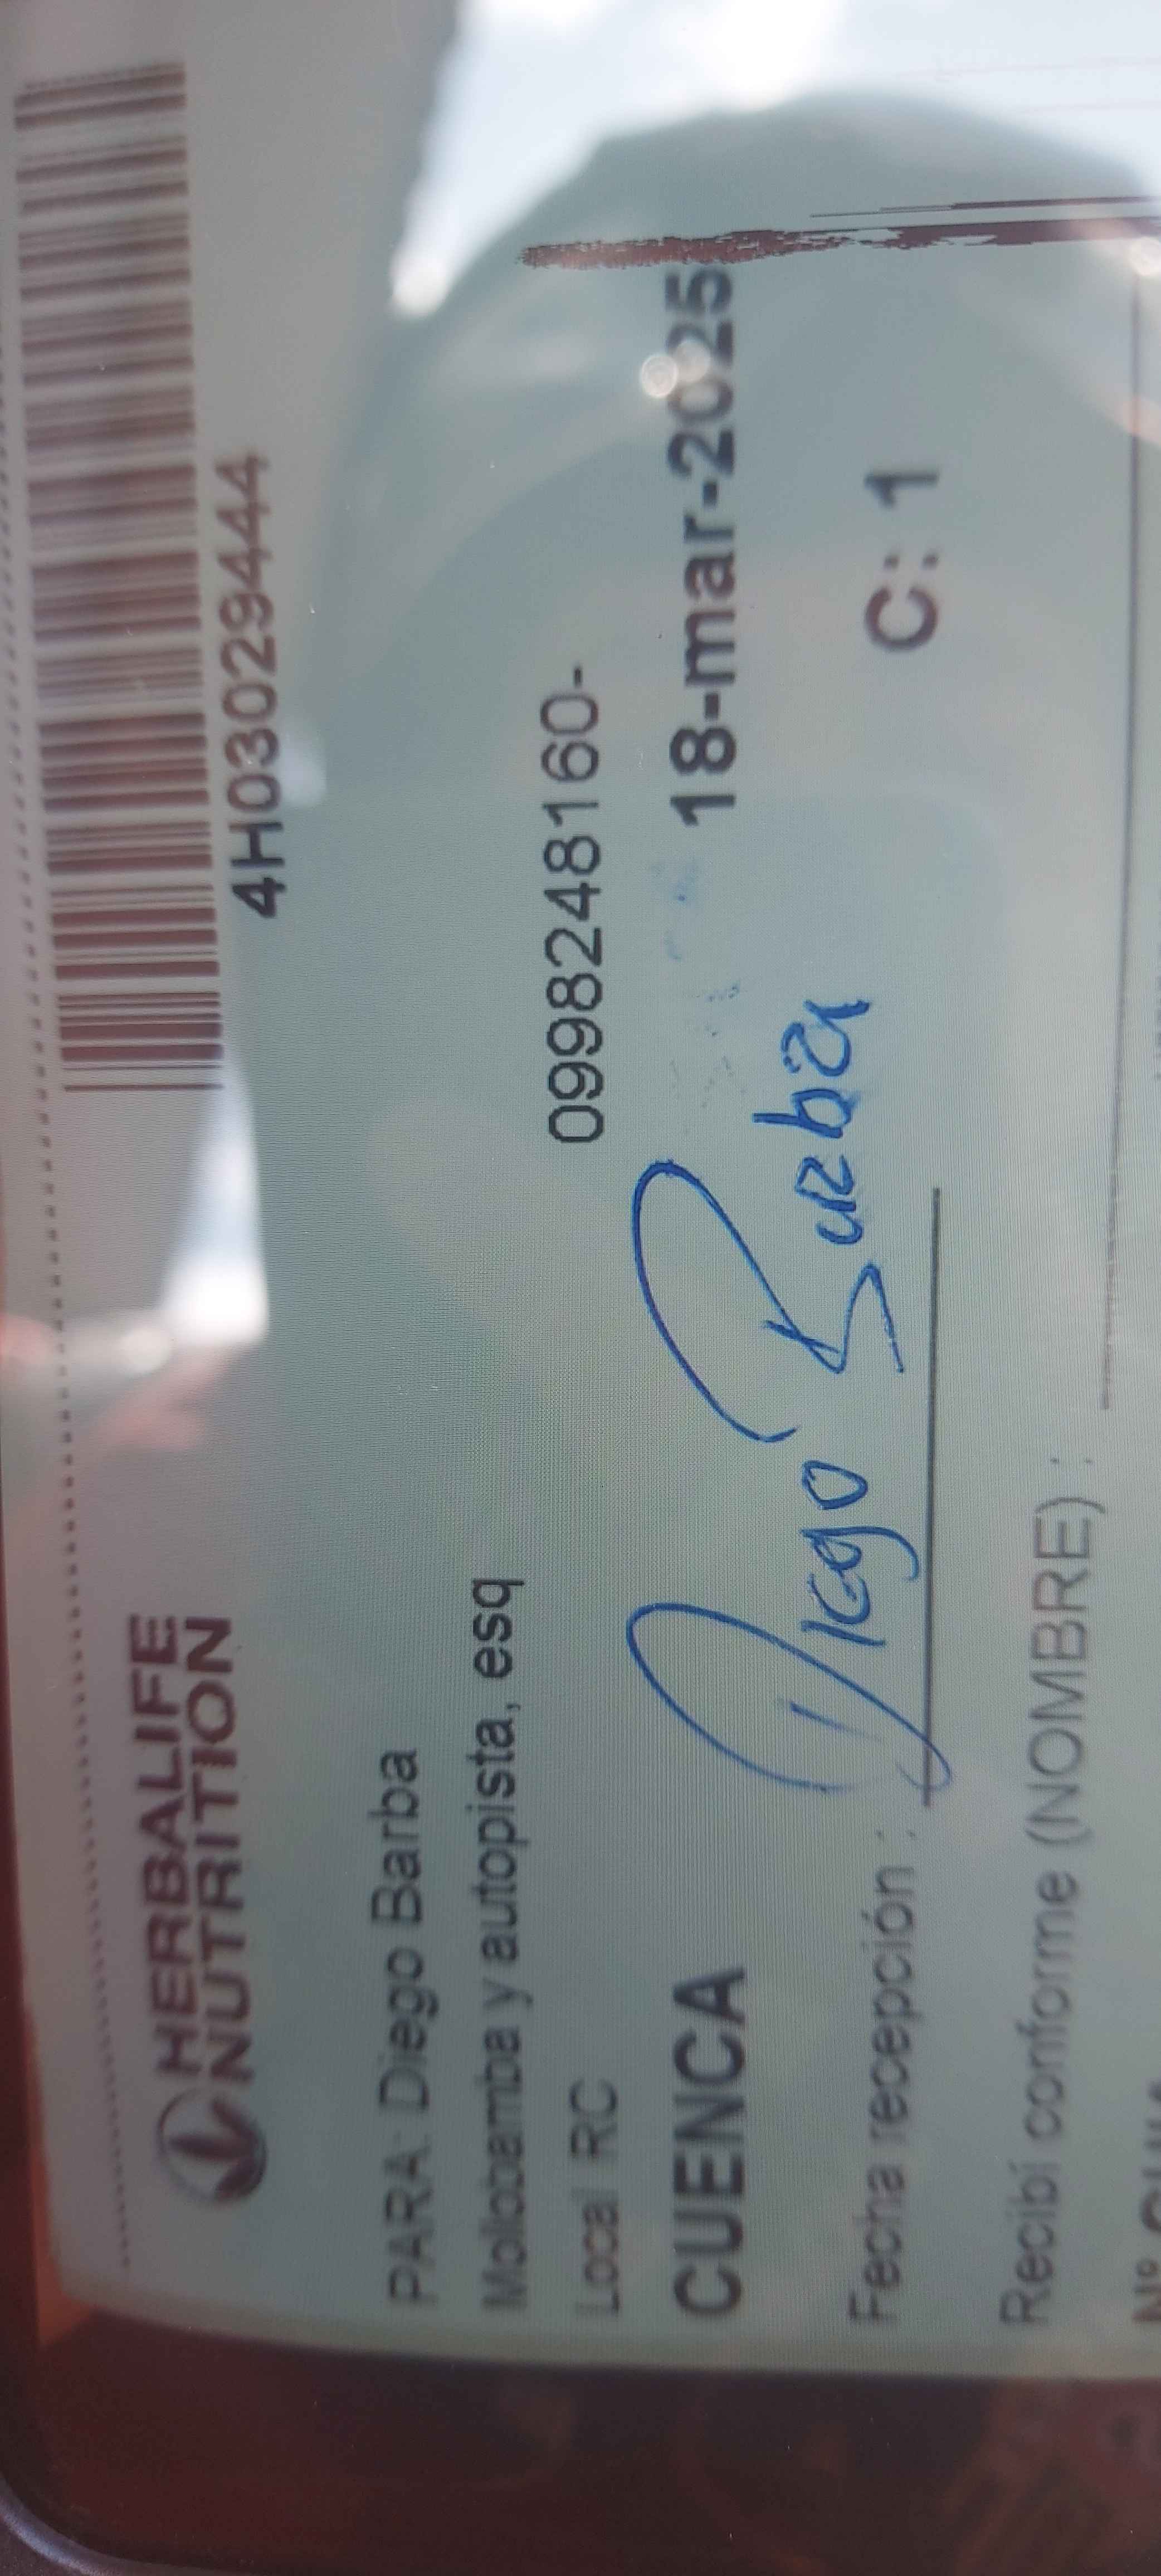 HERBALIFE
NUTRITION
4H03029444
PARA: Diego Barba
Mollobamba y autopista, esq
Local RC 0998248160-
CUENCA 18-mar-2025
Diego Barba
Fecha recepción : C: 1
Recibí conforme (NOMBRE) :
Nº